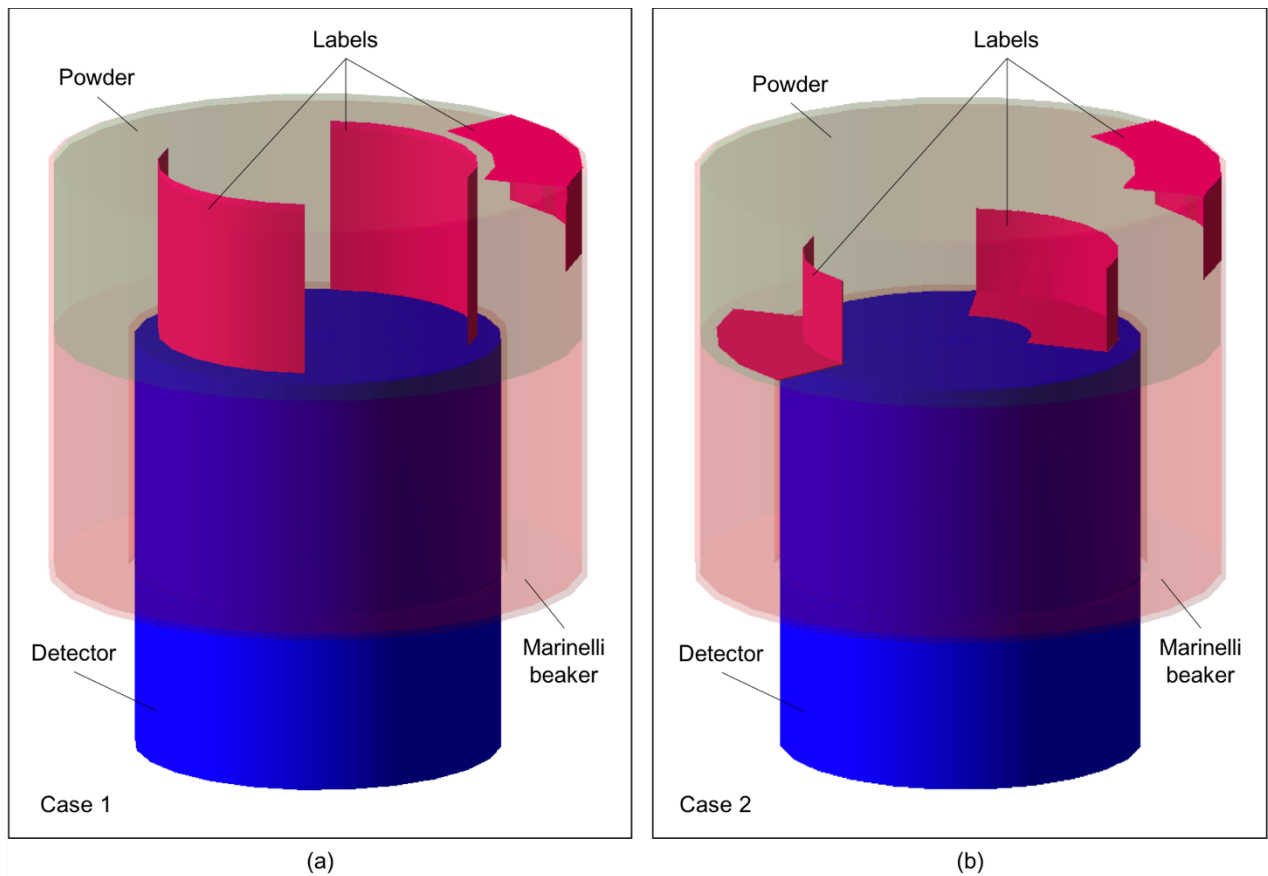 Labels
Powder
Detector
Marinelli
beaker
Case 1
(a)
Labels
Powder
Detector
Marinelli
beaker
Case 2
(b)